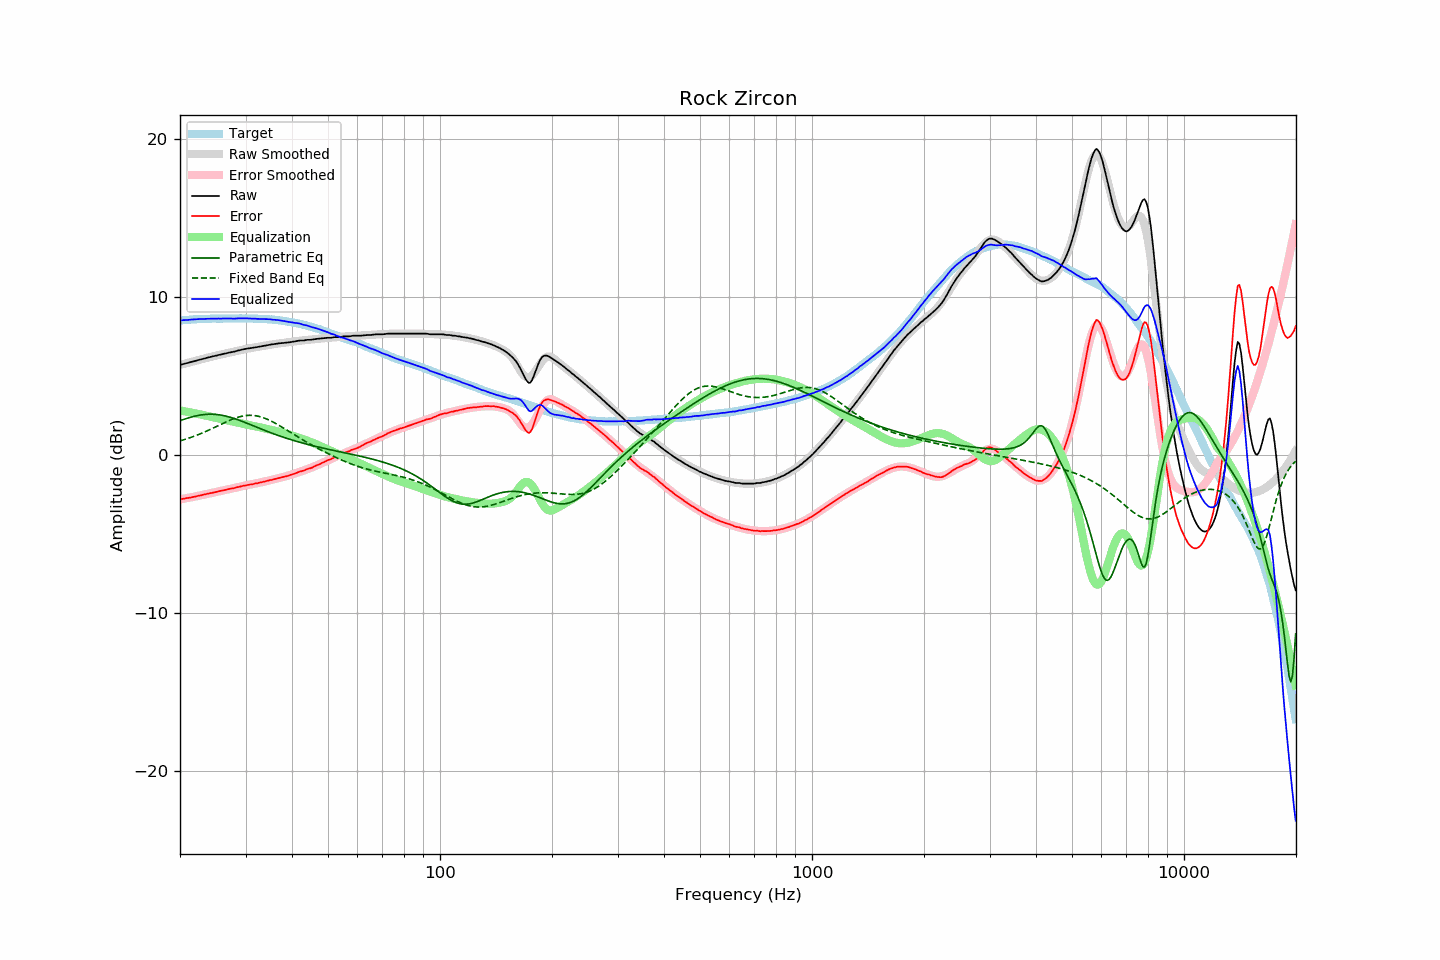 Rock Zircon
Target
Raw Smoothed
Error Smoothed
Raw
Error
Equalization
Parametric Eq
Fixed Band Eq
Equalized
20
10
0
−10
−20
Amplitude (dBr)
100
1000
10000
Frequency (Hz)